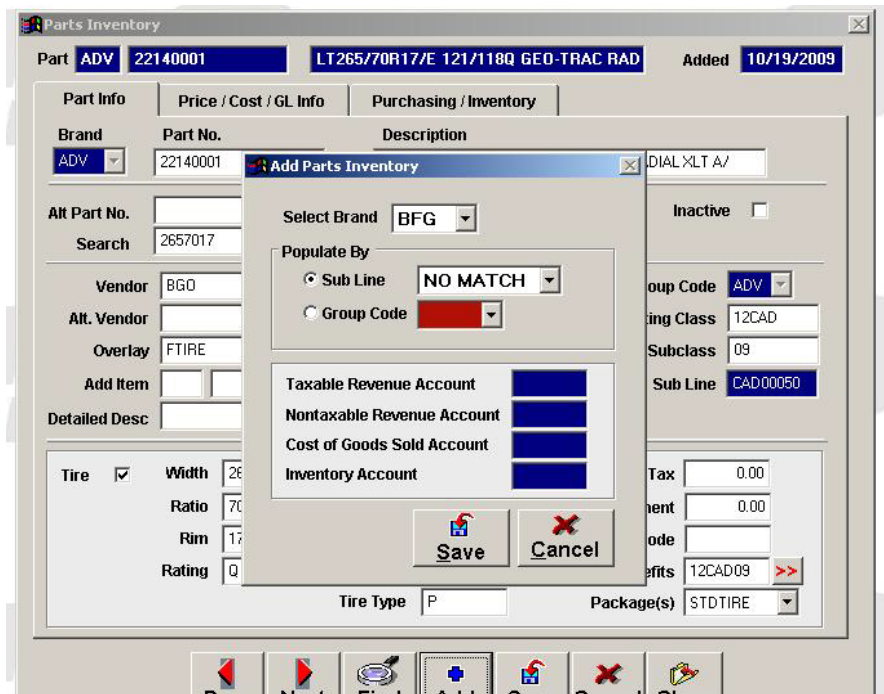 Parts Inventory
Part ADV 22140001 LT265/70R17/E 121/118Q GEO-TRAC RAD Added 10/19/2009
Part Info Price / Cost / GL Info Purchasing / Inventory
Brand Part No. Description
ADV 22140001 DIAL XLT A/
Add Parts Inventory
Alt Part No. Inactive
Search 2657017
Select Brand BFG
Populate By
Sub Line NO MATCH
Group Code
Vendor BGO oup Code ADV
Alt. Vendor ing Class 12CAD
Overlay FTIRE Subclass 09
Add Item Sub Line CAD00050
Detailed Desc
Taxable Revenue Account
Nontaxable Revenue Account
Cost of Goods Sold Account
Inventory Account
Save Cancel
Tire Width 26 Tax 0.00
Ratio 70 nent 0.00
Rim 17 ode
Rating Q efits 12CAD09 >>
Tire Type P Package(s) STDTIRE